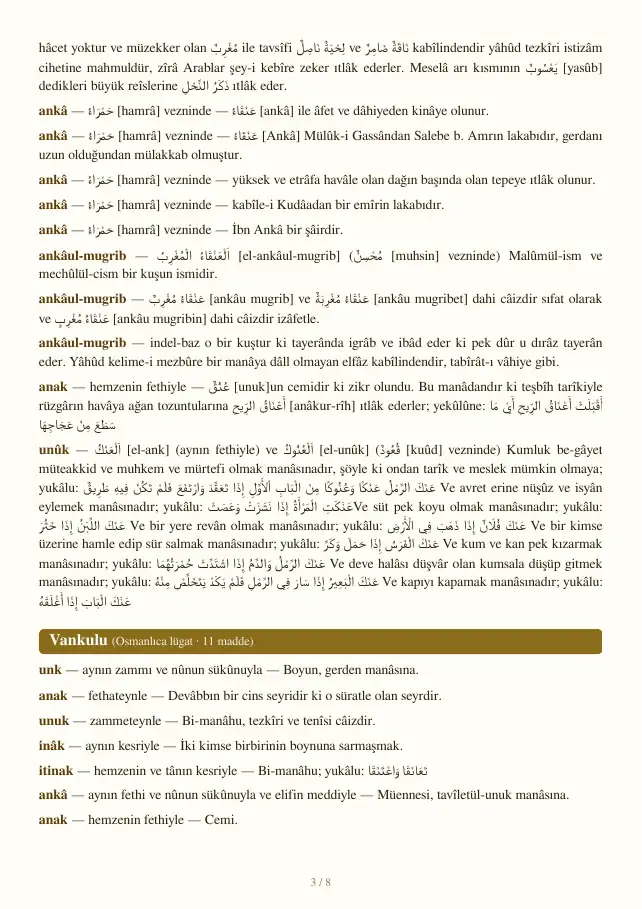 hâcet yoktur ve müzekker olan مُغْرِبٌ ile tavsîfi لِحْيَةٌ نَاصِلٌ ve نَاقَةٌ ضَامِرٌ kabîlindendir yâhûd tezkîri istizâm
cihetine mahmuldür, zîrâ Arablar şey-i kebîre zeker ıtlâk ederler. Meselâ arı kısmının يَعْسُوبٌ [yasûb]
dedikleri büyük reîslerine ذَكَرُ النَّحْلِ ıtlâk eder.
ankâ — حَمْرَاءُ [hamrâ] vezninde — عَنْقَاءُ [ankâ] ile âfet ve dâhiyeden kinâye olunur.
ankâ — حَمْرَاءُ [hamrâ] vezninde — عَنْقَاءُ [Ankâ] Mülûk-i Gassândan Salebe b. Amrın lakabıdır, gerdanı
uzun olduğundan mülakkab olmuştur.
ankâ — حَمْرَاءُ [hamrâ] vezninde — yüksek ve etrâfa havâle olan dağın başında olan tepeye ıtlâk olunur.
ankâ — حَمْرَاءُ [hamrâ] vezninde — kabîle-i Kudâadan bir emîrin lakabıdır.
ankâ — حَمْرَاءُ [hamrâ] vezninde — İbn Ankâ bir şâirdir.
ankâul-mugrib — اَلْعَنْقَاءُ الْمُغْرِبُ [el-ankâul-mugrib] (مُحْسِنٌ [muhsin] vezninde) Malûmül-ism ve
mechûlül-cism bir kuşun ismidir.
ankâul-mugrib — عَنْقَاءُ مُغْرِبٌ [ankâu mugrib] ve عَنْقَاءُ مُغْرِبَةٌ [ankâu mugribet] dahi câizdir sıfat olarak
ve عَنْقَاءُ مُغْرِبٍ [ankâu mugribin] dahi câizdir izâfetle.
ankâul-mugrib — indel-baz o bir kuştur ki tayerânda igrâb ve ibâd eder ki pek dûr u dırâz tayerân
eder. Yâhûd kelime-i mezbûre bir manâya dâll olmayan elfâz kabîlindendir, tabîrât-ı vâhiye gibi.
anak — hemzenin fethiyle — عُنُقٌ [unuk]un cemidir ki zikr olundu. Bu manâdandır ki teşbîh tarîkiyle
rüzgârın havâya ağan tozuntularına أَعْنَاقُ الرِّيحِ [anâkur-rîh] ıtlâk ederler; yekûlûne: أَقْبَلَتْ أَعْنَاقُ الرِّيحِ أَيْ مَا
سَطَعَ مِنْ عَجَاجِهَا
unûk — اَلْعَنْكُ [el-ank] (aynın fethiyle) ve اَلْعُنُوكُ [el-unûk] (قُعُودٌ [kuûd] vezninde) Kumluk be-gâyet
müteakkid ve muhkem ve mürtefi olmak manâsınadır, şöyle ki ondan tarîk ve meslek mümkin olmaya;
yukâlu: عَنَكَ الرَّمْلُ عَنْكًا وَعُنُوكًا مِنَ الْبَابِ الْأَوَّلِ إِذَا تَعَقَّدَ وَارْتَفَعَ فَلَمْ يَكُنْ فِيهِ طَرِيقٌ Ve avret erine nüşûz ve isyân
eylemek manâsınadır; yukâlu: عَنَكَتِ الْمَرْأَةُ إِذَا نَشَزَتْ وَعَصَتْ Ve süt pek koyu olmak manâsınadır; yukâlu:
عَنَكَ اللَّبَنُ إِذَا خَثُرَ Ve bir yere revân olmak manâsınadır; yukâlu: عَنَكَ فُلَانٌ إِذَا ذَهَبَ فِي الْأَرْضِ Ve bir kimse
üzerine hamle edip sür salmak manâsınadır; yukâlu: عَنَكَ الْفَرَسُ إِذَا حَمَلَ وَكَرَّ Ve kum ve kan pek kızarmak
manâsınadır; yukâlu: عَنَكَ الرَّمْلُ وَالدَّمُ إِذَا اشْتَدَّتْ حُمْرَتُهُمَا Ve deve halâsı düşvâr olan kumsala düşüp gitmek
manâsınadır; yukâlu: عَنَكَ الْبَعِيرُ إِذَا سَارَ فِي الرَّمْلِ فَلَمْ يَكَدْ يَتَخَلَّصُ مِنْهُ Ve kapıyı kapamak manâsınadır; yukâlu:
عَنَكَ الْبَابَ إِذَا أَغْلَقَهُ
Vankulu (Osmanlıca lügat · 11 madde)
unk — aynın zammı ve nûnun sükûnuyla — Boyun, gerden manâsına.
anak — fethateynle — Devâbbın bir cins seyridir ki o süratle olan seyrdir.
unuk — zammeteynle — Bi-manâhu, tezkîri ve tenîsi câizdir.
inâk — aynın kesriyle — İki kimse birbirinin boynuna sarmaşmak.
itinak — hemzenin ve tânın kesriyle — Bi-manâhu; yukâlu: تَعَانَقَا وَاعْتَنَقَا
ankâ — aynın fethi ve nûnun sükûnuyla ve elifin meddiyle — Müennesi, tavîletül-unuk manâsına.
anak — hemzenin fethiyle — Cemi.
3 / 8